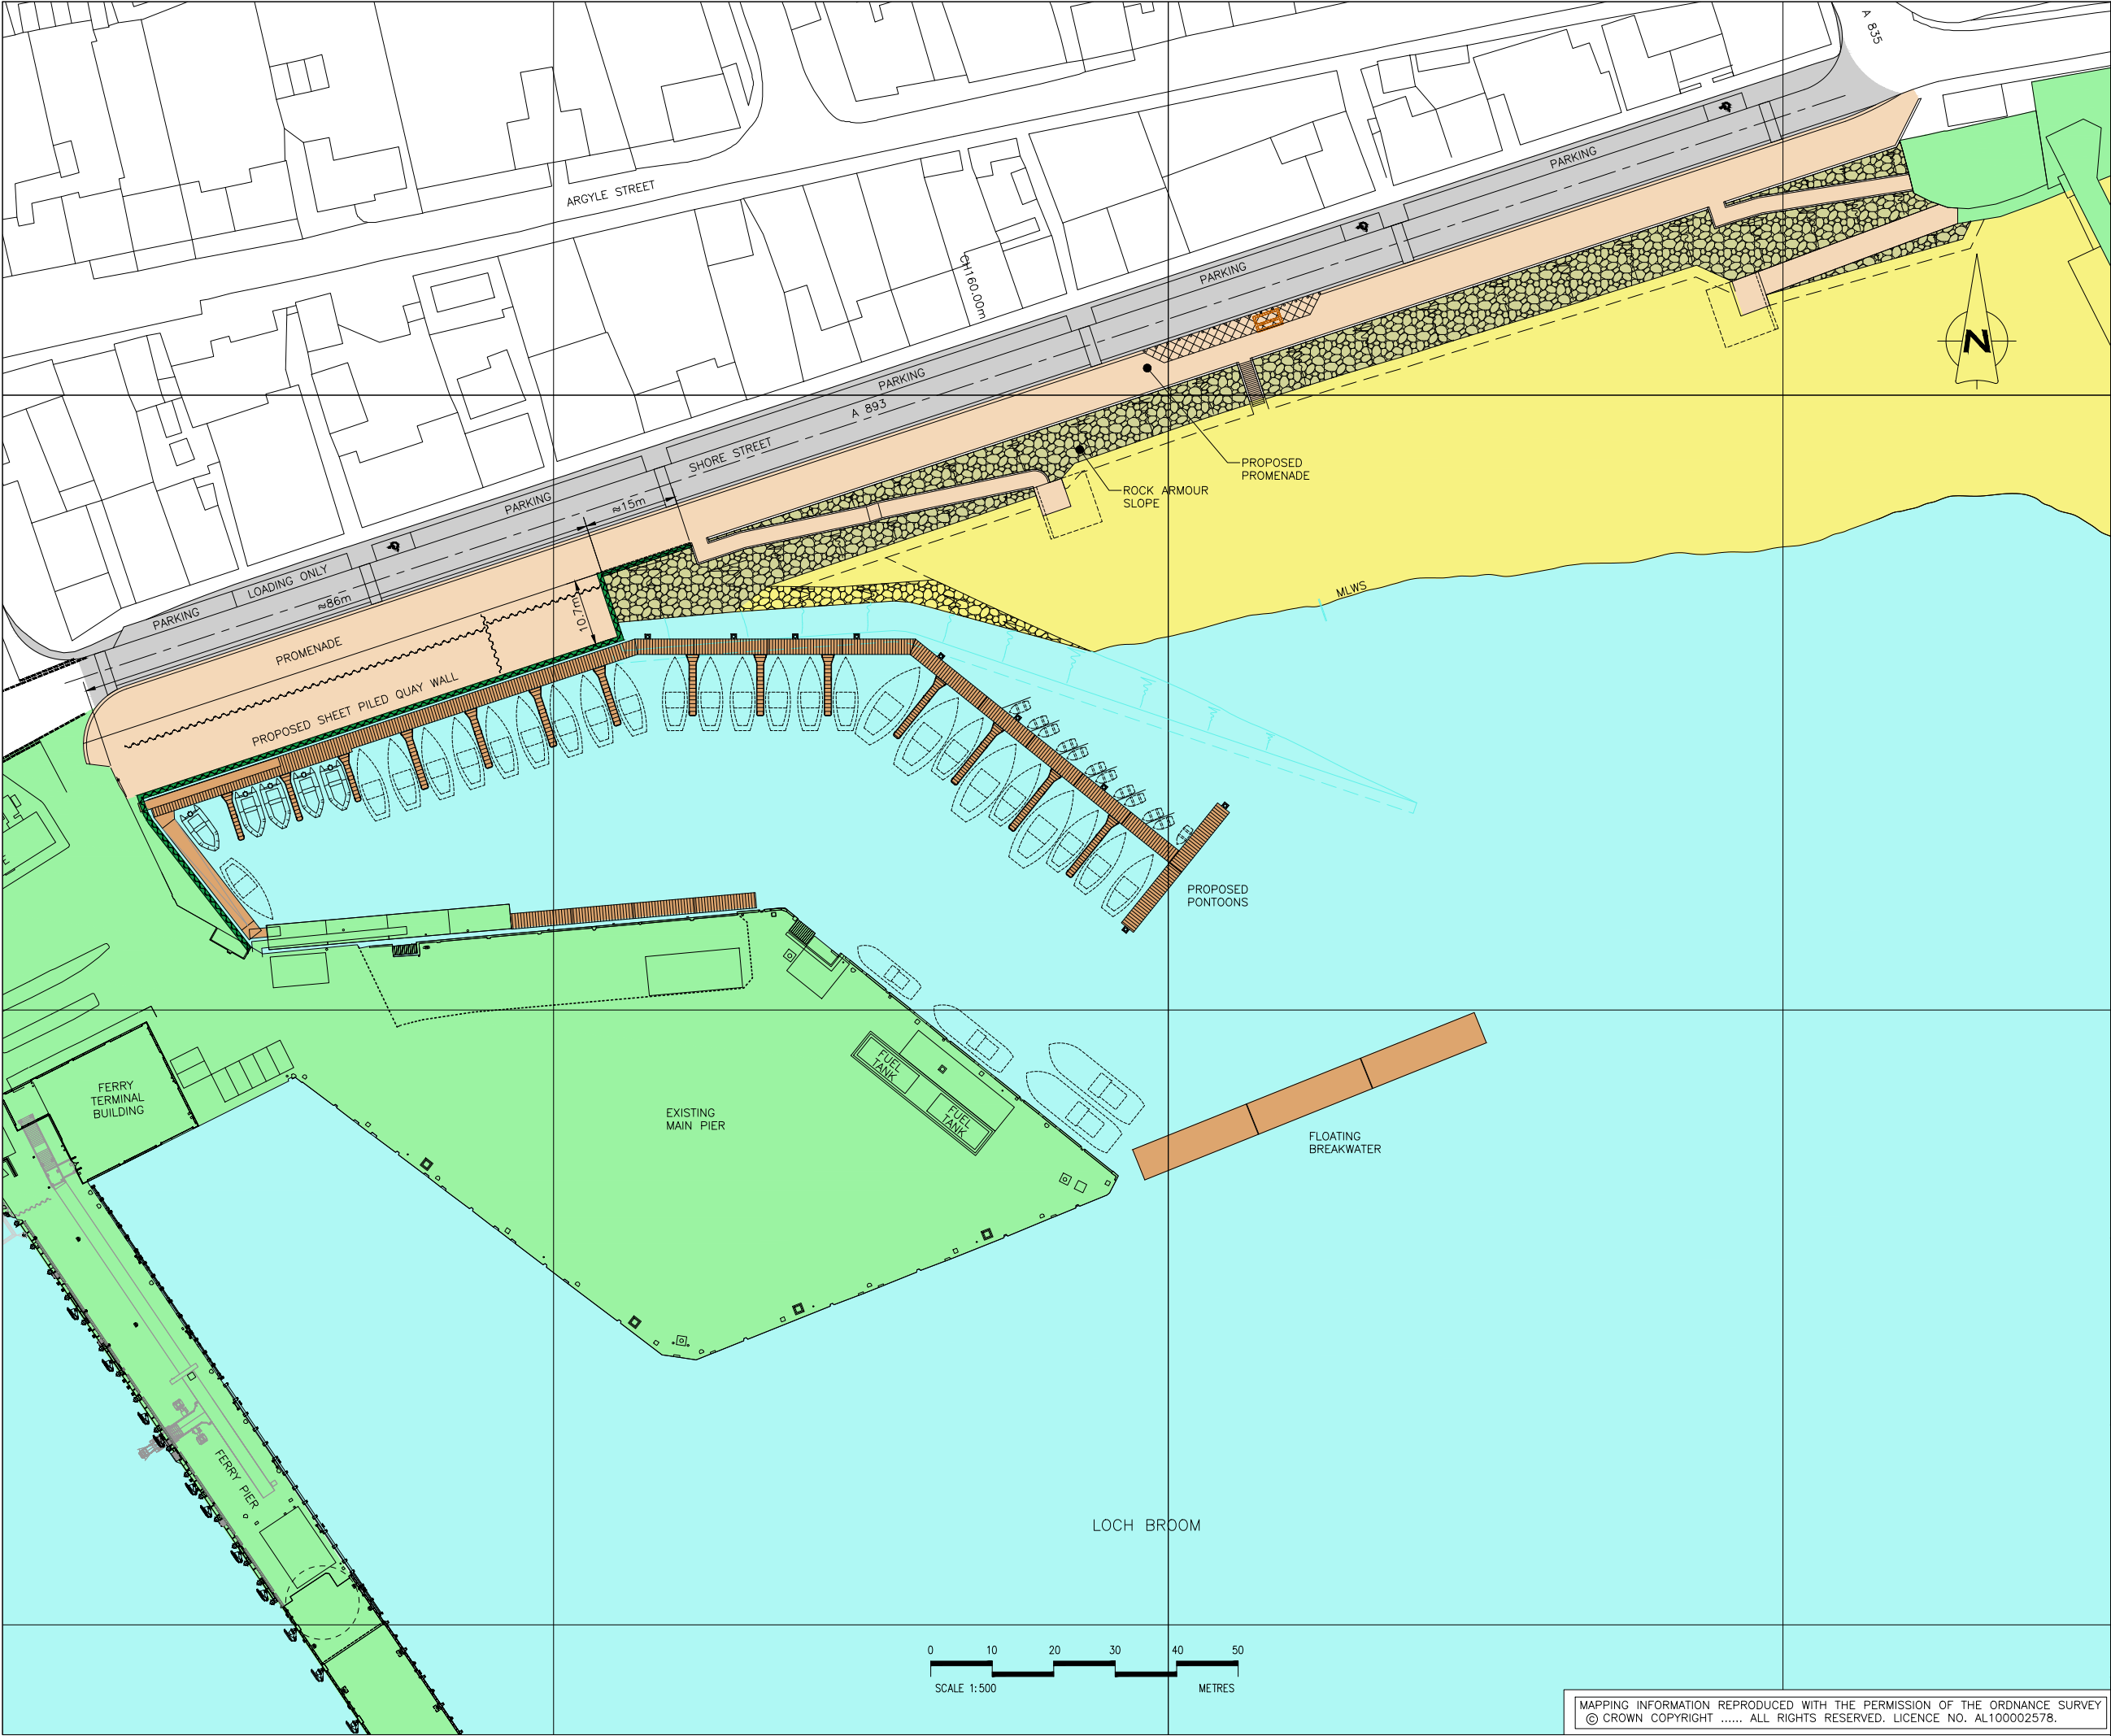 A 835
PARKING
ARGYLE STREET
PARKING
CH160.00m
PARKING
PARKING
A 893
SHORE STREET
PROPOSED
PROMENADE
ROCK ARMOUR
SLOPE
PARKING
≈15m
LOADING ONLY
≈86m
PARKING
10.7m
MLWS
PROMENADE
PROPOSED SHEET PILED QUAY WALL
N
E
PROPOSED
PONTOONS
FUEL
TANK
FUEL
TANK
FERRY
TERMINAL
BUILDING
EXISTING
MAIN PIER
FLOATING
BREAKWATER
FERRY PIER
LOCH BROOM
0 10 20 30 40 50
SCALE 1:500 METRES
MAPPING INFORMATION REPRODUCED WITH THE PERMISSION OF THE ORDNANCE SURVEY
© CROWN COPYRIGHT ...... ALL RIGHTS RESERVED. LICENCE NO. AL100002578.